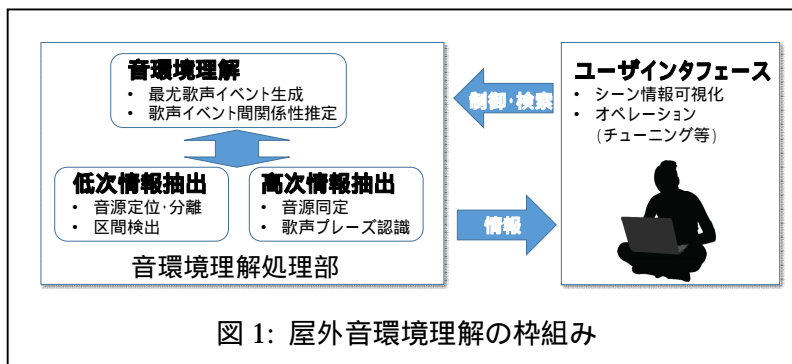 音環境理解
• 最尤歌声イベント生成
• 歌声イベント間関係性推定
低次情報抽出
• 音源定位・分離
• 区間検出
高次情報抽出
• 音源同定
• 歌声フレーズ認識
音環境理解処理部
制御・検索
情報
ユーザインタフェース
• シーン情報可視化
• オペレーション
(チューニング等)
図 1: 屋外音環境理解の枠組み